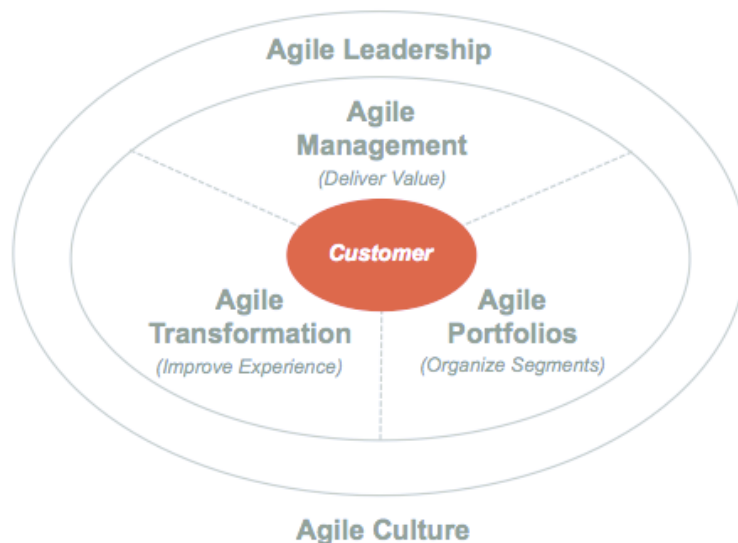 Agile Leadership
Agile
Management
(Deliver Value)
Customer
Agile
Transformation
(Improve Experience)
Agile
Portfolios
(Organize Segments)
Agile Culture